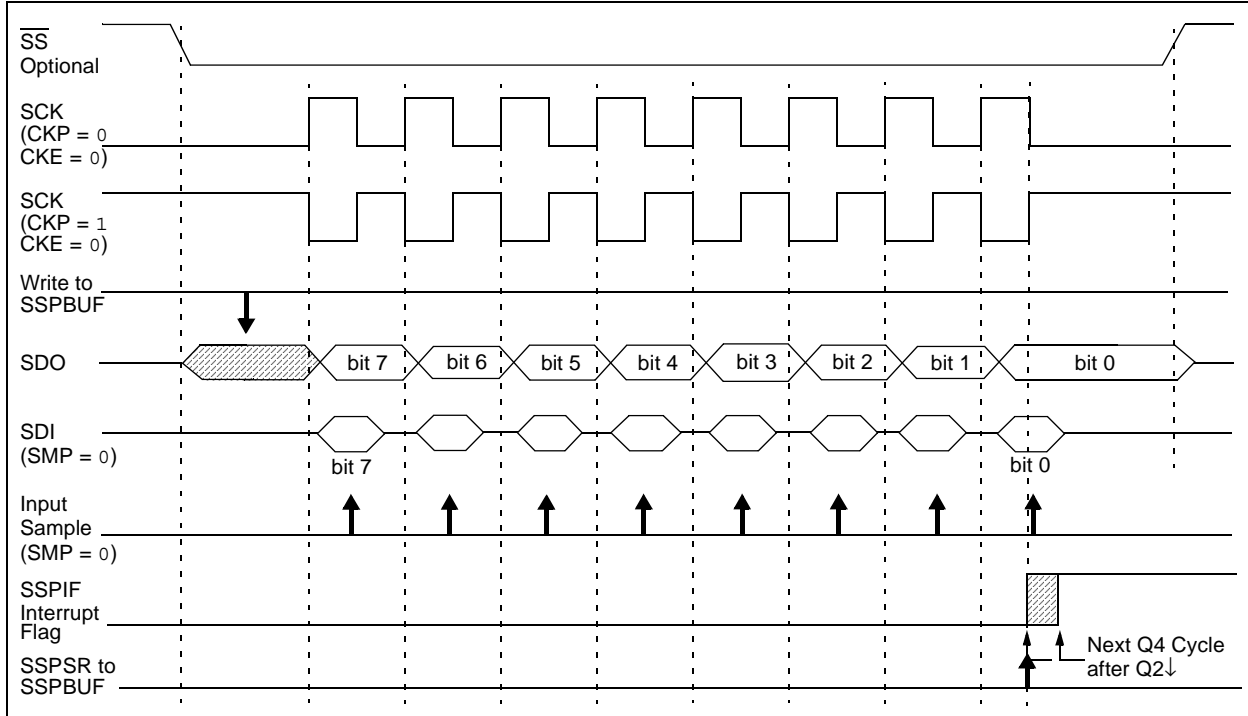 SS
Optional
SCK
(CKP = 0
CKE = 0)
SCK
(CKP = 1
CKE = 0)
Write to
SSPBUF
SDO
bit 7
bit 6
bit 5
bit 4
bit 3
bit 2
bit 1
bit 0
SDI
(SMP = 0)
bit 7
bit 0
Input
Sample
(SMP = 0)
SSPIF
Interrupt
Flag
Next Q4 Cycle
after Q2↓
SSPSR to
SSPBUF